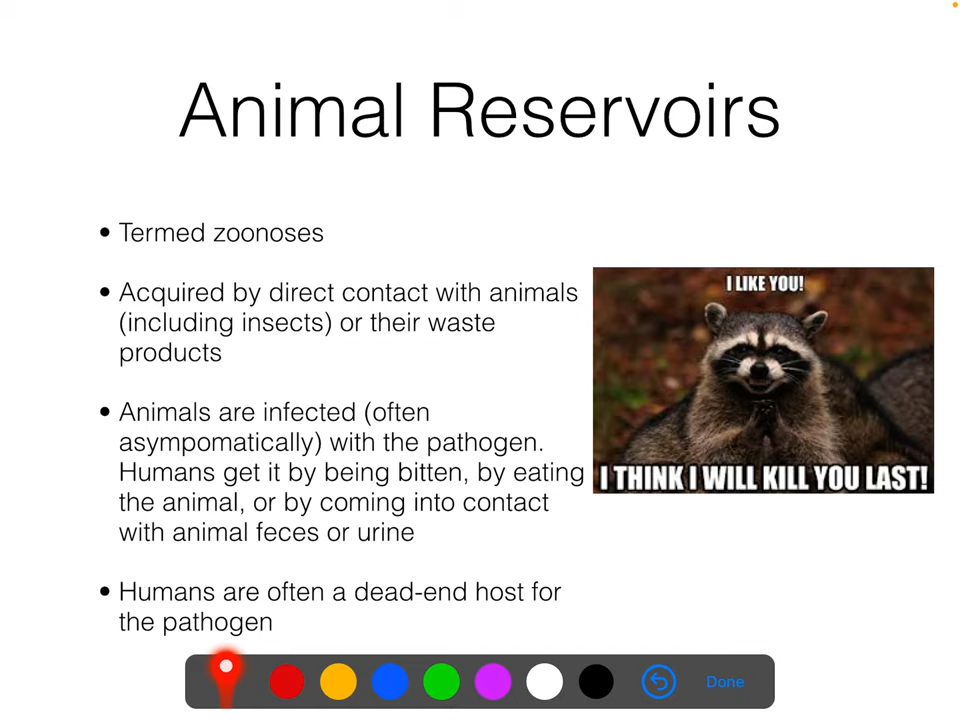 Animal Reservoirs
• Termed zoonoses
• Acquired by direct contact with animals
(including insects) or their waste
products
• Animals are infected (often
asympomatically) with the pathogen.
Humans get it by being bitten, by eating
the animal, or by coming into contact
with animal feces or urine
• Humans are often a dead-end host for
the pathogen
I LIKE YOU!
I THINK I WILL KILL YOU LAST!
Done